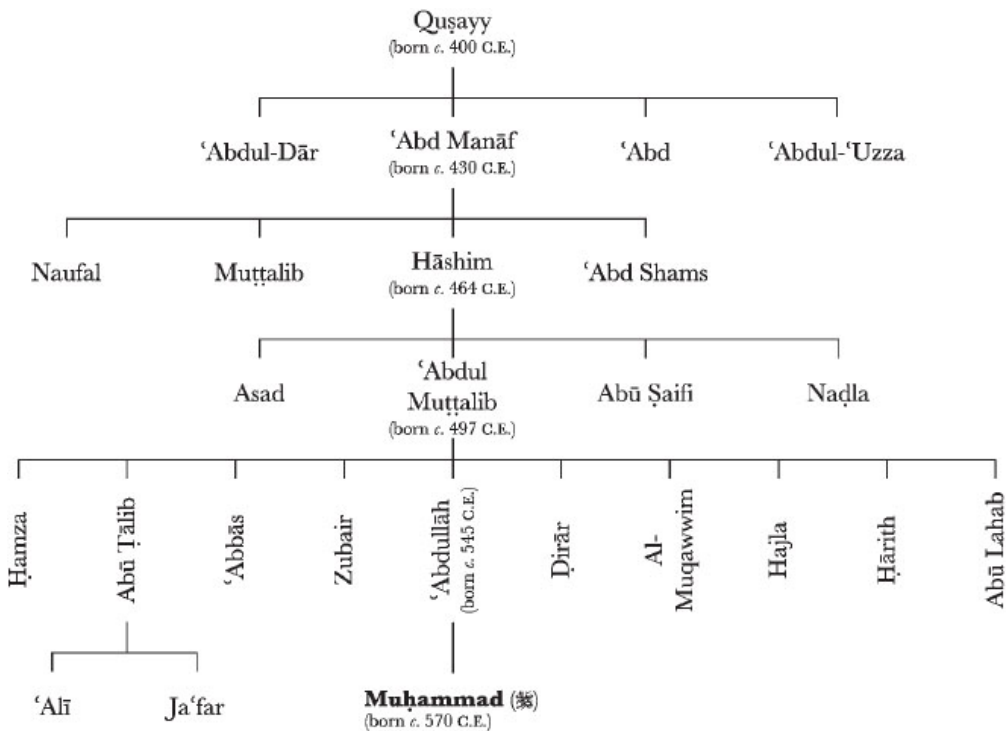 Quṣayy
(born c. 400 C.E.)
ʿAbdul-Dār
ʿAbd Manāf
(born c. 430 C.E.)
ʿAbd
ʿAbdul-ʿUzza
Naufal
Muṭṭalib
Hāshim
(born c. 464 C.E.)
ʿAbd Shams
Asad
ʿAbdul
Muṭṭalib
(born c. 497 C.E.)
Abū Ṣaifi
Naḍla
Ḥamza
Abū Ṭālib
ʿAbbās
Zubair
ʿAbdullāh
(born c. 545 C.E.)
Ḍirār
Al-
Muqawwim
Hajla
Ḥārith
Abū Lahab
ʿAlī
Jaʿfar
Muḥammad (ﷺ)
(born c. 570 C.E.)